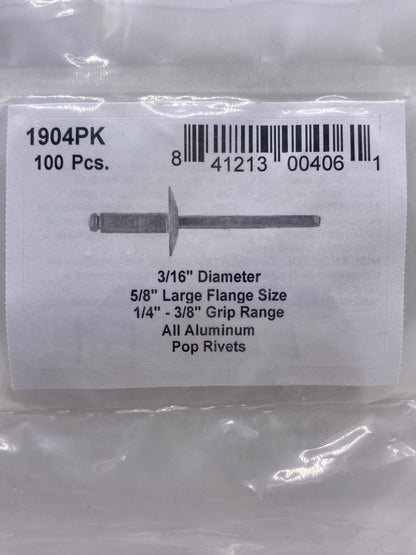 1904PK
100 Pcs.
8 41213 00406 1
3/16" Diameter
5/8" Large Flange Size
1/4" - 3/8" Grip Range
All Aluminum
Pop Rivets